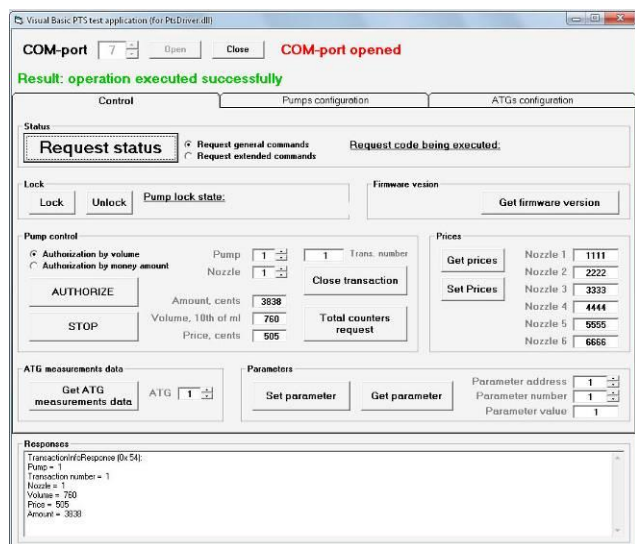 Visual Basic PTS test application (for PtsDriver.dll)
COM-port 7 Open Close COM-port opened
Result: operation executed successfully
Control Pumps configuration ATGs configuration
Status
Request status
Request general commands
Request extended commands
Request code being executed:
Lock
Lock Unlock Pump lock state:
Firmware vesion
Get firmware version
Pump control
Authorization by volume
Authorization by money amount
AUTHORIZE
STOP
Pump 1
Nozzle 1
Amount, cents 3838
Volume, 10th of ml 760
Price, cents 505
1 Trans. number
Close transaction
Total counters
request
Prices
Get prices
Set Prices
Nozzle 1 1111
Nozzle 2 2222
Nozzle 3 3333
Nozzle 4 4444
Nozzle 5 5555
Nozzle 6 6666
ATG measurements data
Get ATG
measurements data
ATG 1
Parameters
Set parameter Get parameter
Parameter address 1
Parameter number 1
Parameter value 1
Responses
TransactionInfoResponse (0x54):
Pump = 1
Transaction number = 1
Nozzle = 1
Volume = 760
Price = 505
Amount = 3838